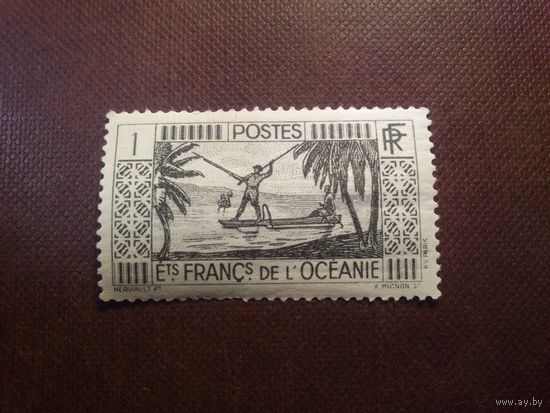 1 POSTES RF
ÉTS FRANÇS DE L'OCÉANIE
HERVIAULT
A. MIGNON
www.ay.by